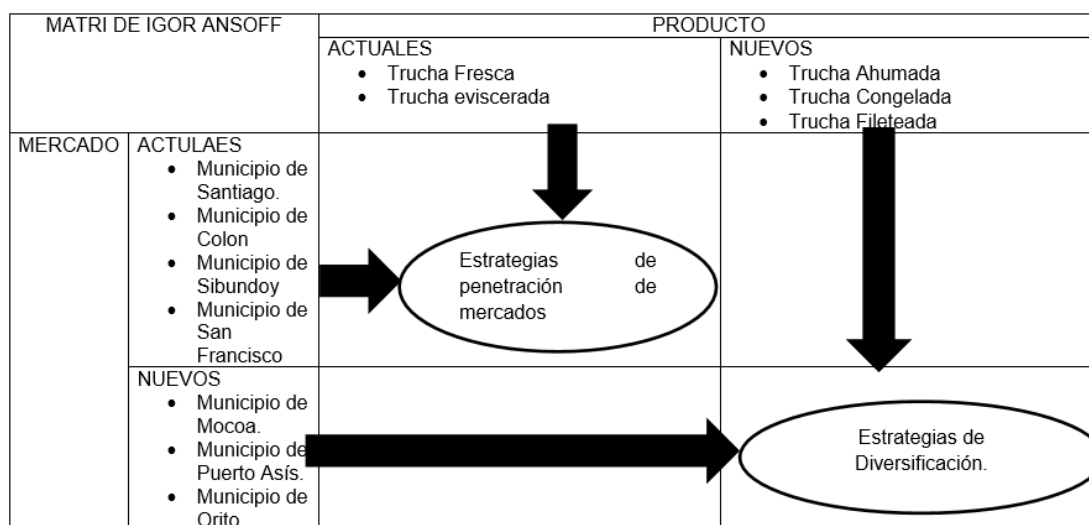 MATRI DE IGOR ANSOFF
PRODUCTO
ACTUALES
• Trucha Fresca
• Trucha eviscerada
NUEVOS
• Trucha Ahumada
• Trucha Congelada
• Trucha Fileteada
MERCADO
ACTULAES
• Municipio de
Santiago.
• Municipio de
Colon
• Municipio de
Sibundoy
• Municipio de
San
Francisco
Estrategias de
penetración de
mercados
NUEVOS
• Municipio de
Mocoa.
• Municipio de
Puerto Asís.
• Municipio de
Orito
Estrategias de
Diversificación.